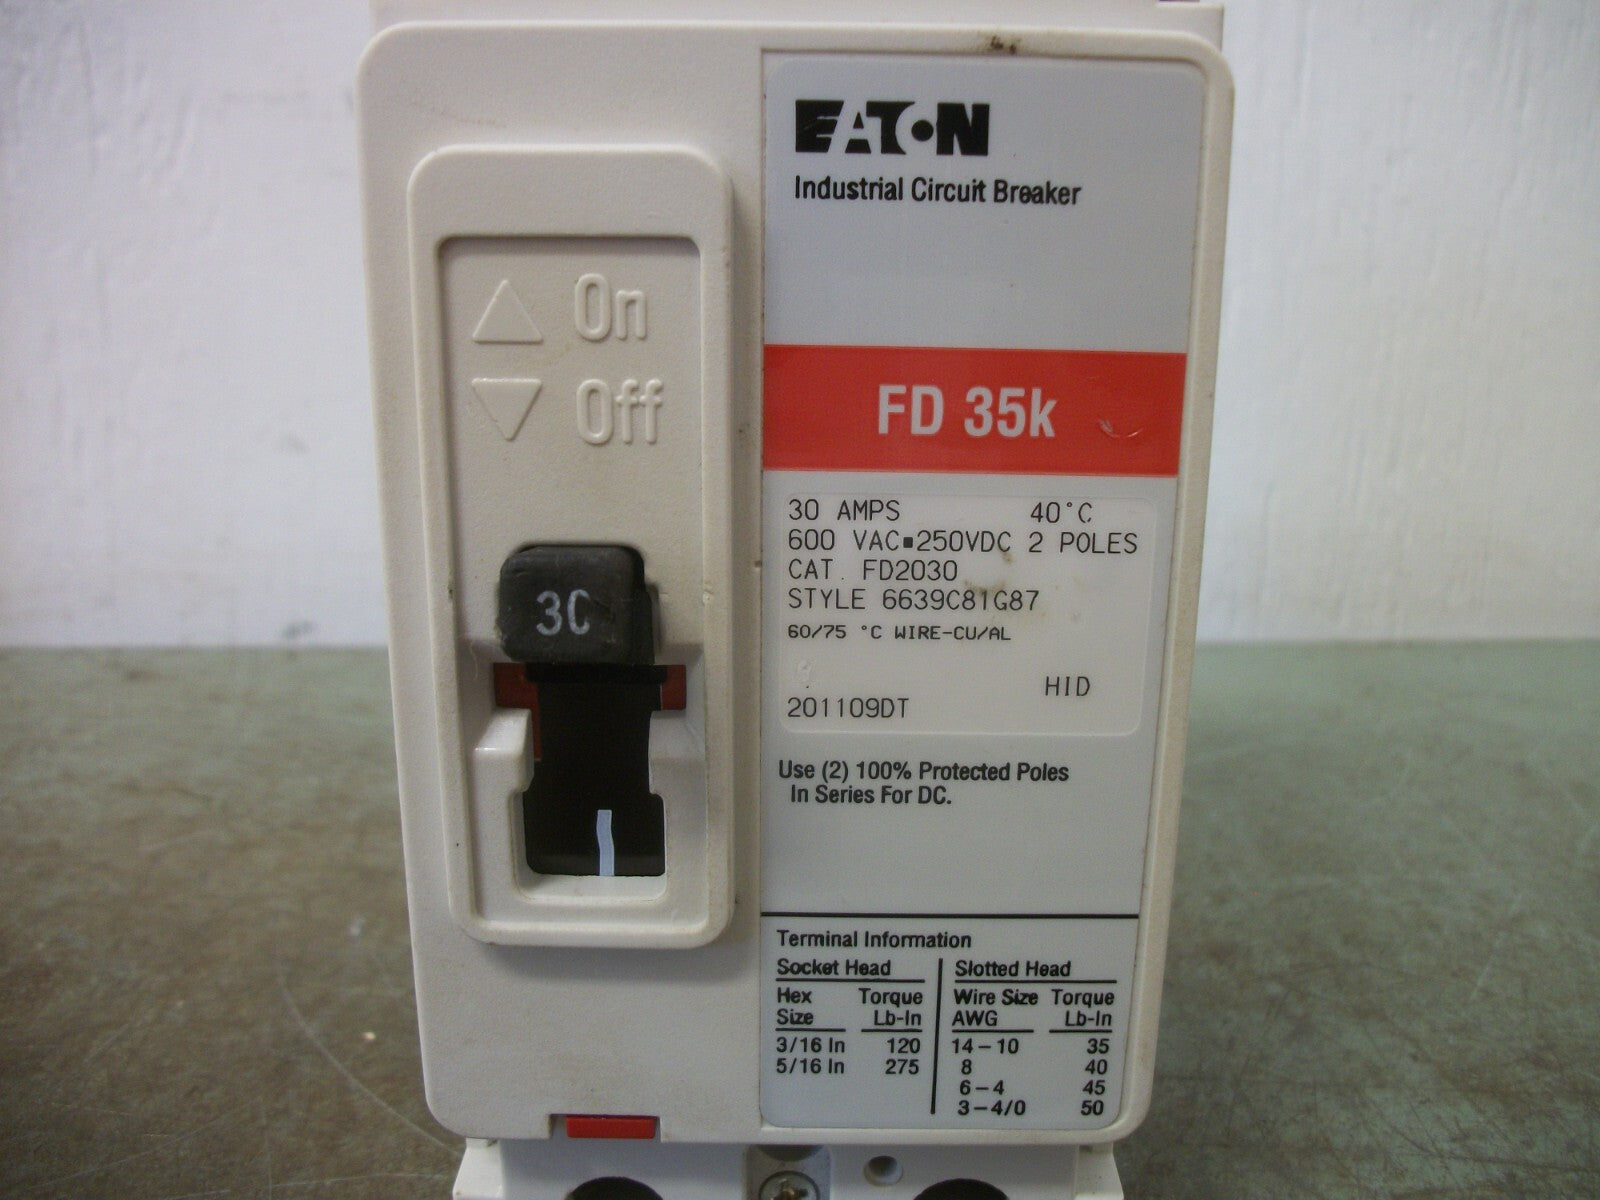 EATON
Industrial Circuit Breaker
On
Off
FD 35k
30 AMPS 40°C
600 VAC▪250VDC 2 POLES
CAT. FD2030
STYLE 6639C81G87
60/75 °C WIRE-CU/AL
HID
201109DT
30
Use (2) 100% Protected Poles
In Series For DC.
Terminal Information
Socket Head Slotted Head
Hex Torque Wire Size Torque
Size Lb-In AWG Lb-In
3/16 In 120 14-10 35
5/16 In 275 8 40
6-4 45
3-4/0 50